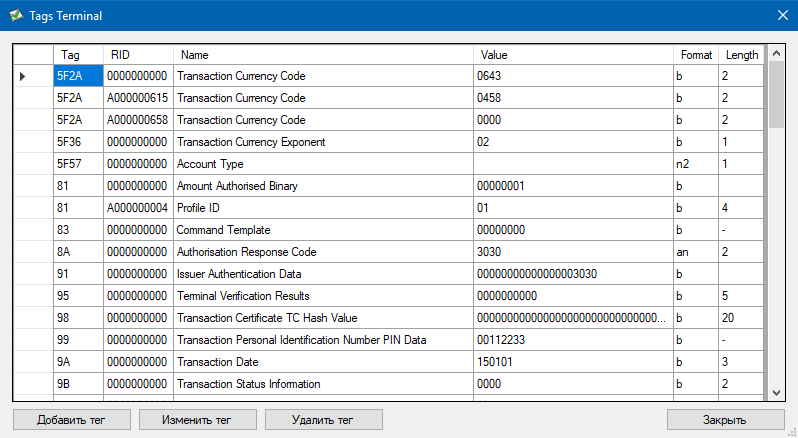 Tags Terminal
Tag RID Name Value Format Length
5F2A 0000000000 Transaction Currency Code 0643 b 2
5F2A A000000615 Transaction Currency Code 0458 b 2
5F2A A000000658 Transaction Currency Code 0000 b 2
5F36 0000000000 Transaction Currency Exponent 02 b 1
5F57 0000000000 Account Type n2 1
81 0000000000 Amount Authorised Binary 00000001 b
81 A000000004 Profile ID 01 b 4
83 0000000000 Command Template 00000000 b -
8A 0000000000 Authorisation Response Code 3030 an 2
91 0000000000 Issuer Authentication Data 00000000000000003030 b
95 0000000000 Terminal Verification Results 0000000000 b 5
98 0000000000 Transaction Certificate TC Hash Value 00000000000000000000000000000000... b 20
99 0000000000 Transaction Personal Identification Number PIN Data 00112233 b -
9A 0000000000 Transaction Date 150101 b 3
9B 0000000000 Transaction Status Information 0000 b 2
Добавить тег Изменить тег Удалить тег Закрыть